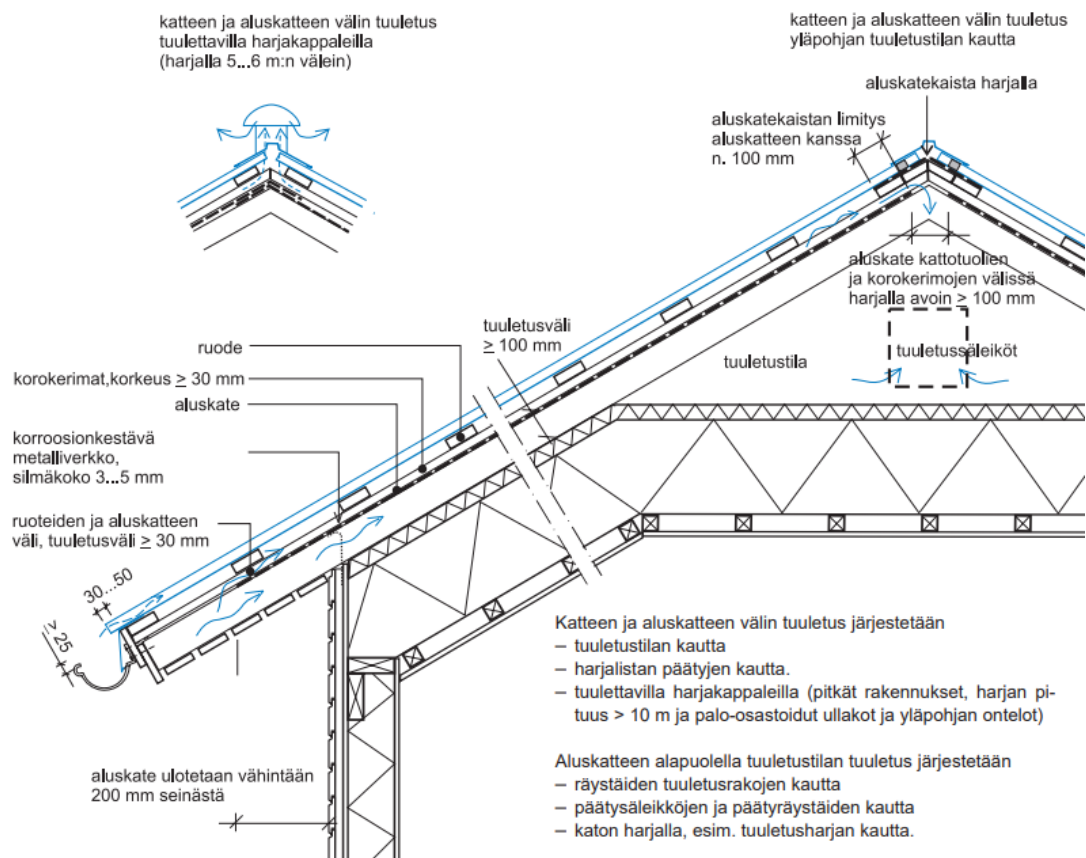 katteen ja aluskatteen välin tuuletus
tuulettavilla harjakappaleilla
(harjalla 5...6 m:n välein)
katteen ja aluskatteen välin tuuletus
yläpohjan tuuletustilan kautta
aluskatekaista harjalla
aluskatekaistan limitys
aluskatteen kanssa
n. 100 mm
aluskate kattotuolien
ja korokerimojen välissä
harjalla avoin ≥ 100 mm
tuuletusväli
≥ 100 mm
tuuletustila
tuuletussäleiköt
ruode
korokerimat,korkeus ≥ 30 mm
aluskate
korroosionkestävä
metalliverkko,
silmäkoko 3...5 mm
ruoteiden ja aluskatteen
väli, tuuletusväli ≥ 30 mm
30...50
≥ 25
aluskate ulotetaan vähintään
200 mm seinästä
Katteen ja aluskatteen välin tuuletus järjestetään
– tuuletustilan kautta
– harjalistan päätyjen kautta.
– tuulettavilla harjakappaleilla (pitkät rakennukset, harjan pi-
tuus > 10 m ja palo-osastoidut ullakot ja yläpohjan ontelot)
Aluskatteen alapuolella tuuletustilan tuuletus järjestetään
– räystäiden tuuletusrakojen kautta
– päätysäleikköjen ja päätyräystäiden kautta
– katon harjalla, esim. tuuletusharjan kautta.